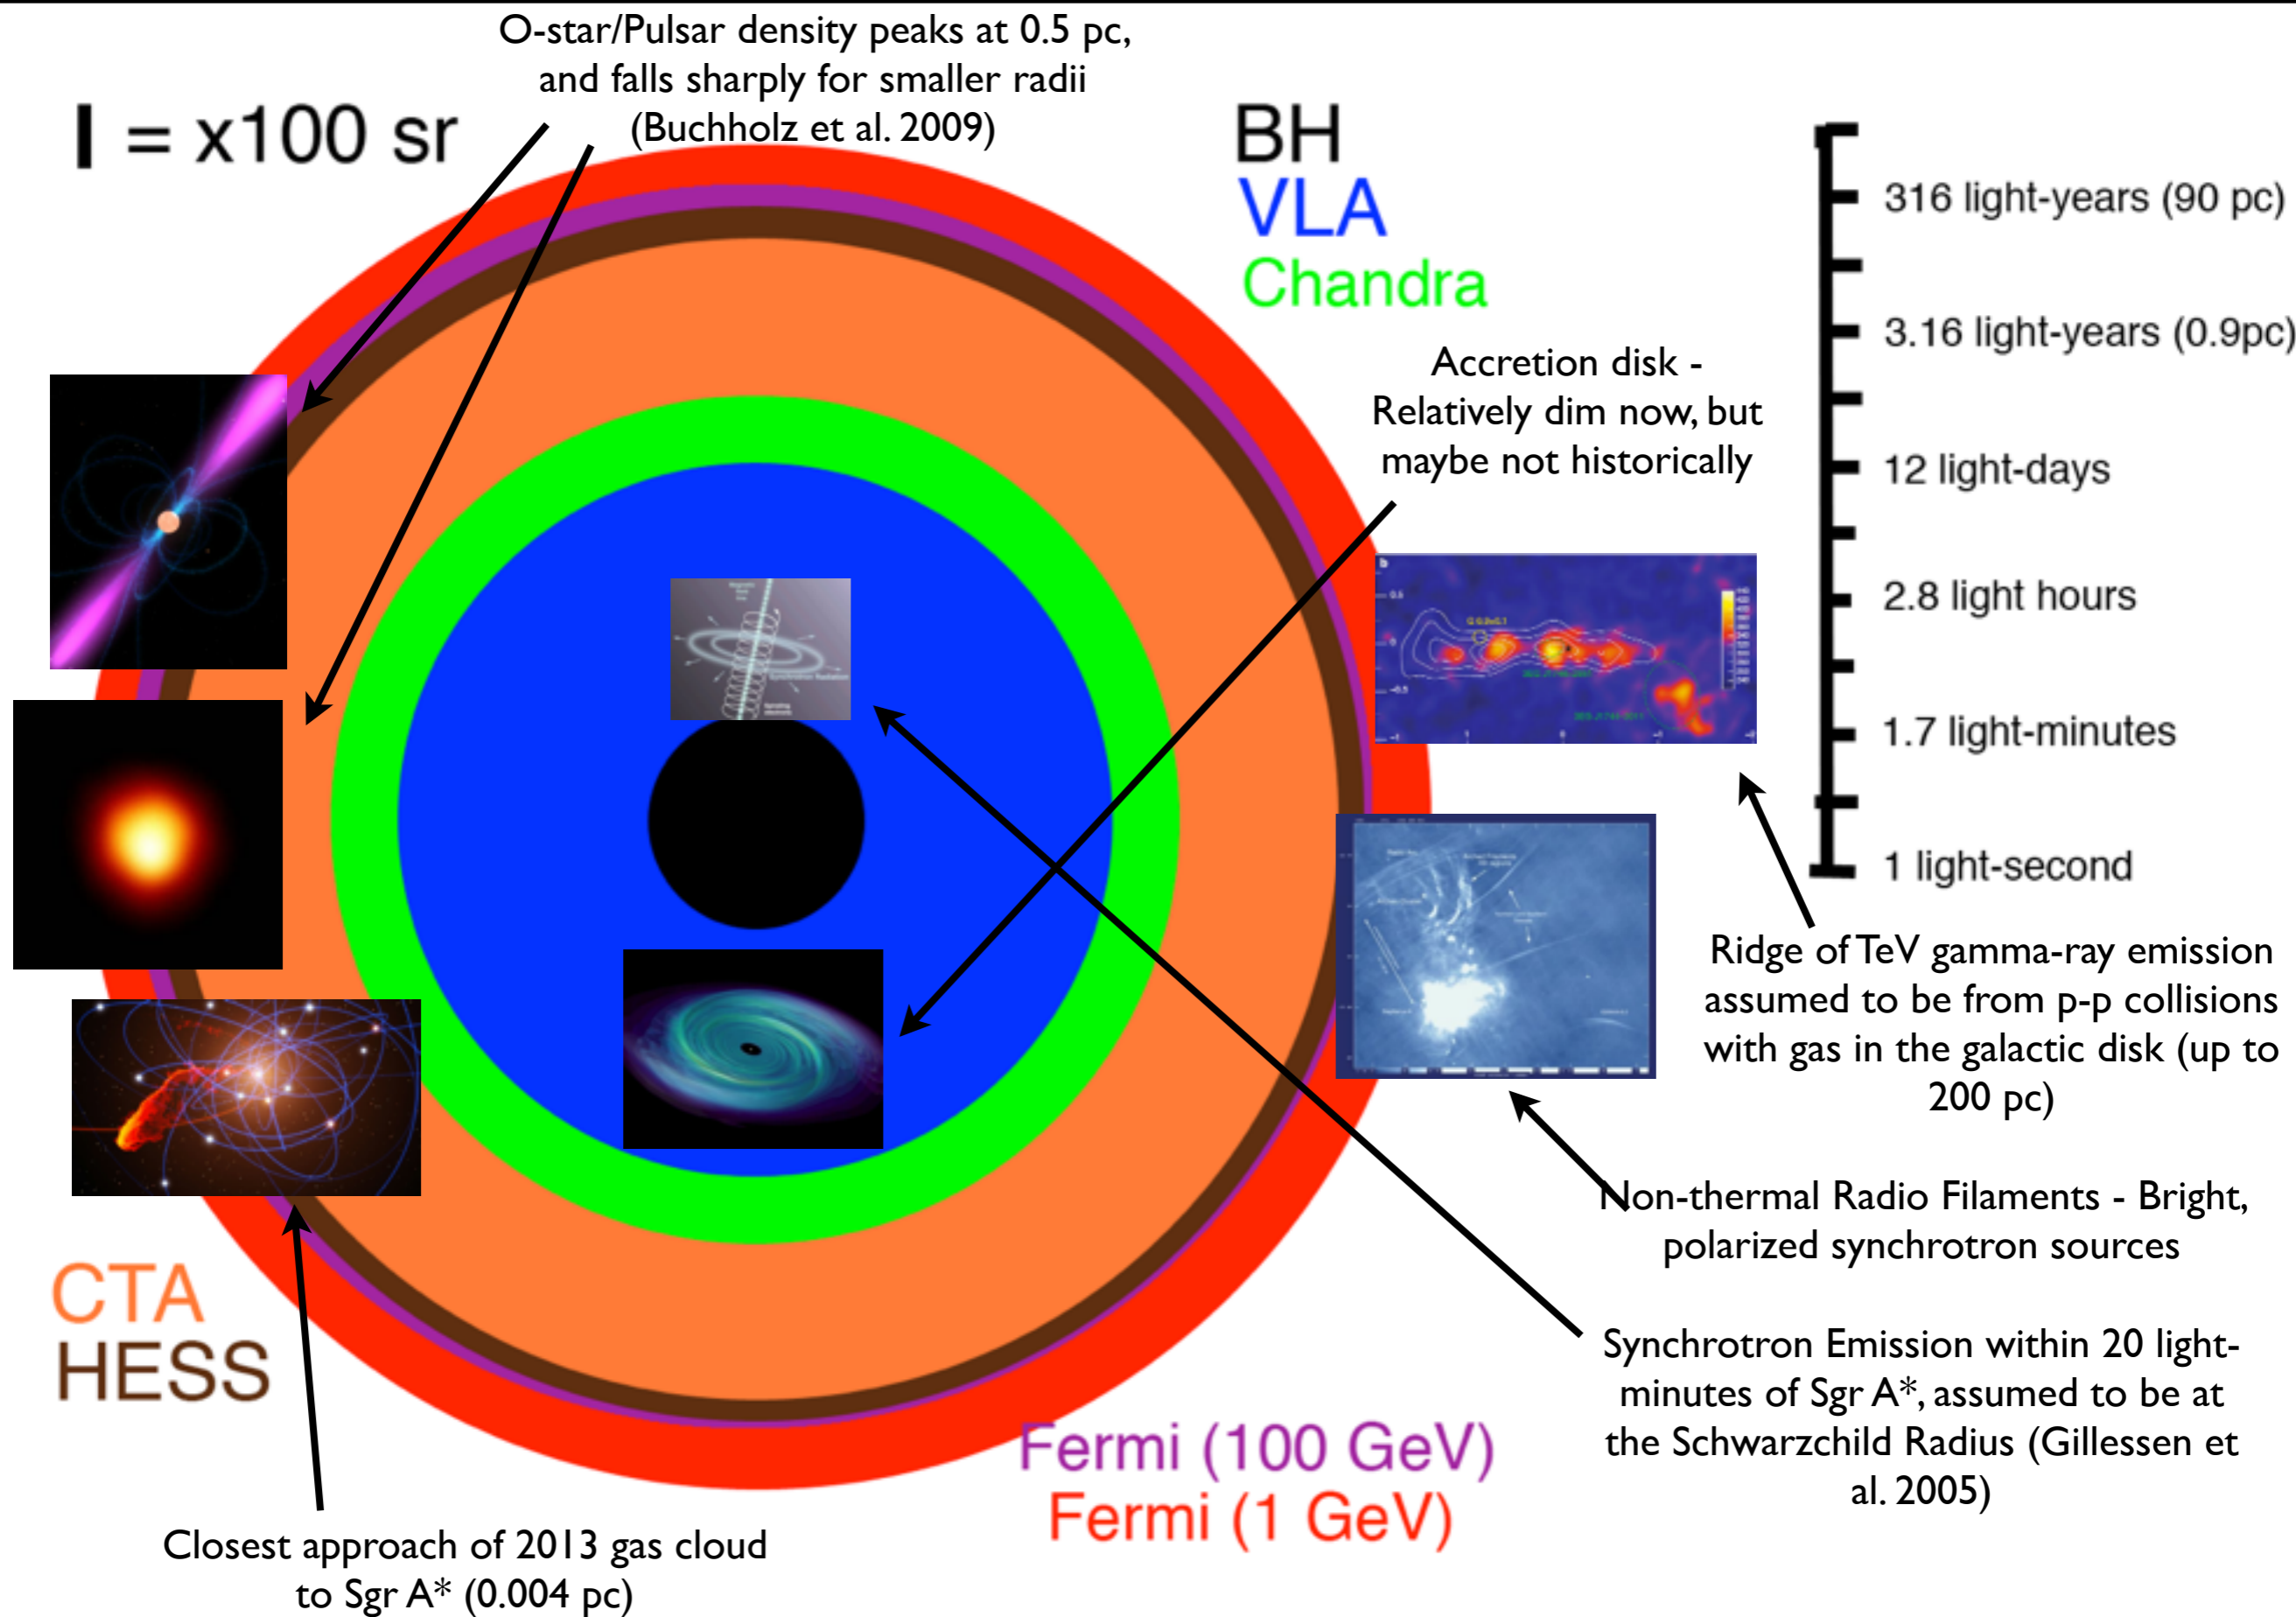 O-star/Pulsar density peaks at 0.5 pc,
and falls sharply for smaller radii
(Buchholz et al. 2009)
I = x100 sr
BH
VLA
Chandra
316 light-years (90 pc)
3.16 light-years (0.9pc)
12 light-days
2.8 light hours
1.7 light-minutes
1 light-second
Accretion disk -
Relatively dim now, but
maybe not historically
Synchrotron Radiation
b
Ridge of TeV gamma-ray emission
assumed to be from p-p collisions
with gas in the galactic disk (up to
200 pc)
Non-thermal Radio Filaments - Bright,
polarized synchrotron sources
Synchrotron Emission within 20 light-
minutes of Sgr A*, assumed to be at
the Schwarzchild Radius (Gillessen et
al. 2005)
CTA
HESS
Fermi (100 GeV)
Fermi (1 GeV)
Closest approach of 2013 gas cloud
to Sgr A* (0.004 pc)